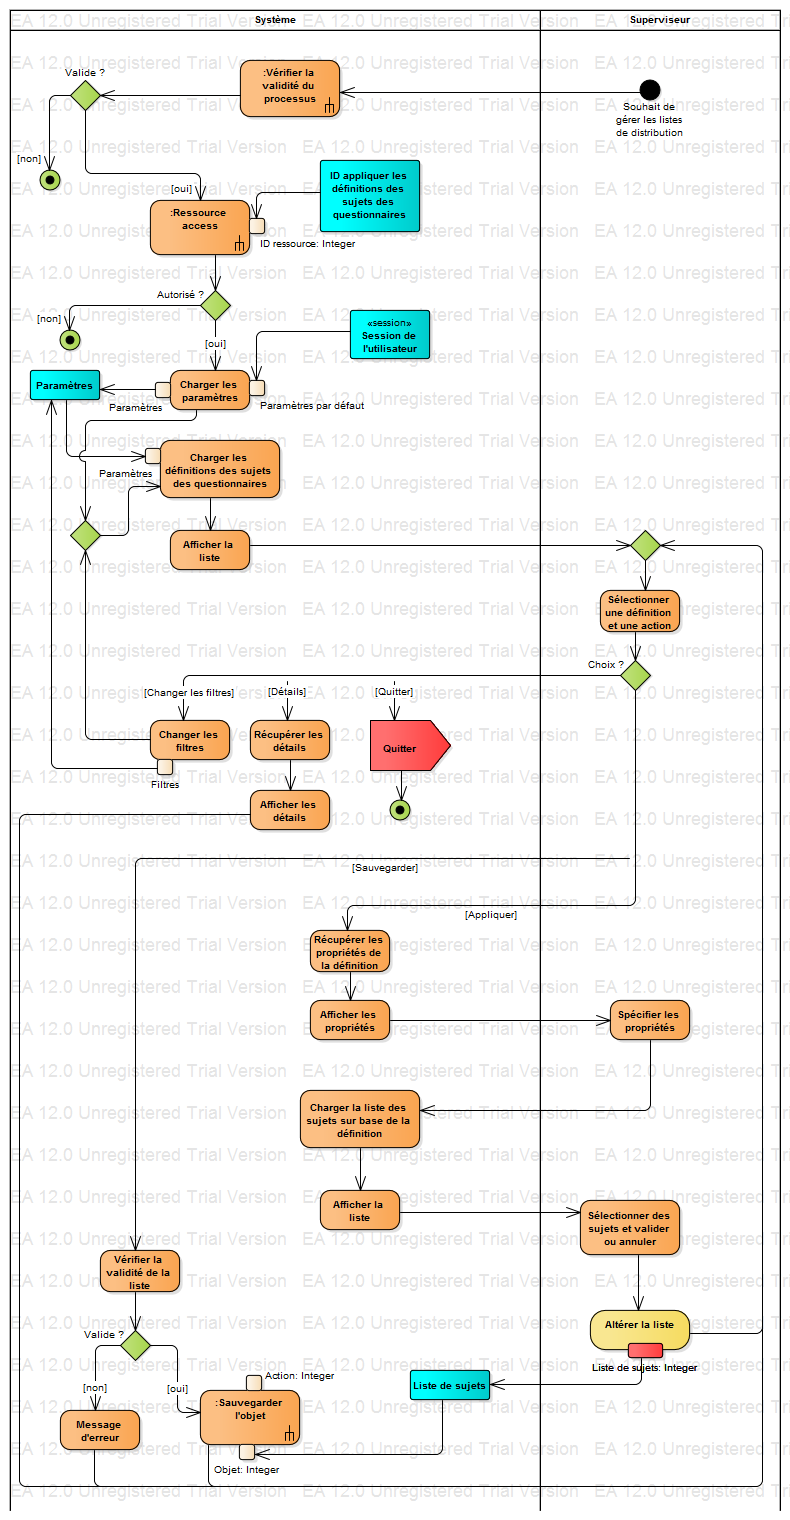 Système
Superviseur
EA 12.0 Unregistered Trial Version
Valide ?
:Vérifier la
validité du
processus
Souhait de
gérer les listes
de distribution
[non]
[oui]
:Ressource
access
ID appliquer les
définitions des
sujets des
questionnaires
ID ressource: Integer
Autorisé ?
[non]
[oui]
«session»
Session de
l'utilisateur
Paramètres
Charger les
paramètres
Paramètres
Paramètres par défaut
Charger les
définitions des sujets
des questionnaires
Paramètres
Afficher la
liste
Sélectionner
une définition
et une action
Choix ?
[Changer les filtres]
[Détails]
[Quitter]
Changer les
filtres
Récupérer les
détails
Quitter
Filtres
Afficher les
détails
[Sauvegarder]
[Appliquer]
Récupérer les
propriétés de
la définition
Afficher les
propriétés
Spécifier les
propriétés
Charger la liste des
sujets sur base de la
définition
Afficher la
liste
Sélectionner des
sujets et valider
ou annuler
Vérifier la
validité de la
liste
Altérer la liste
Valide ?
Liste de sujets: Integer
[non]
[oui]
Action: Integer
Liste de sujets
Message
d'erreur
:Sauvegarder
l'objet
Objet: Integer